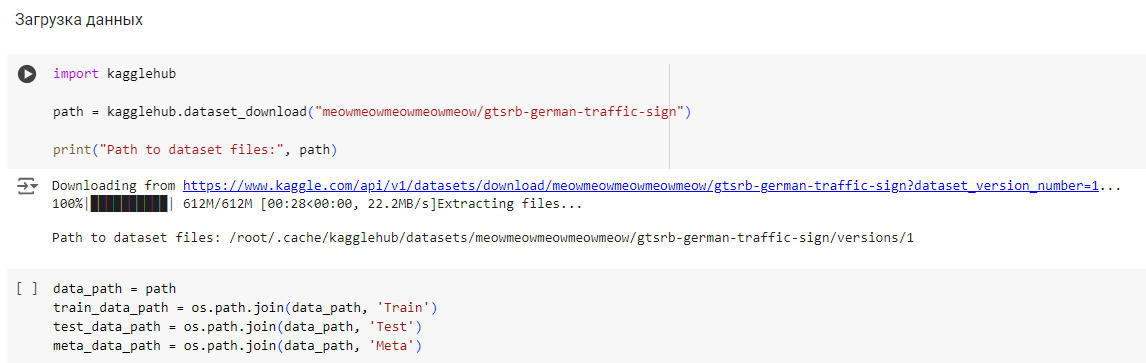 Загрузка данных
import kagglehub
path = kagglehub.dataset_download("meowmeowmeowmeowmeow/gtsrb-german-traffic-sign")
print("Path to dataset files:", path)
Downloading from https://www.kaggle.com/api/v1/datasets/download/meowmeowmeowmeowmeow/gtsrb-german-traffic-sign?dataset_version_number=1...
100%|██████████| 612M/612M [00:28<00:00, 22.2MB/s]Extracting files...
Path to dataset files: /root/.cache/kagglehub/datasets/meowmeowmeowmeowmeow/gtsrb-german-traffic-sign/versions/1
[ ] data_path = path
train_data_path = os.path.join(data_path, 'Train')
test_data_path = os.path.join(data_path, 'Test')
meta_data_path = os.path.join(data_path, 'Meta')